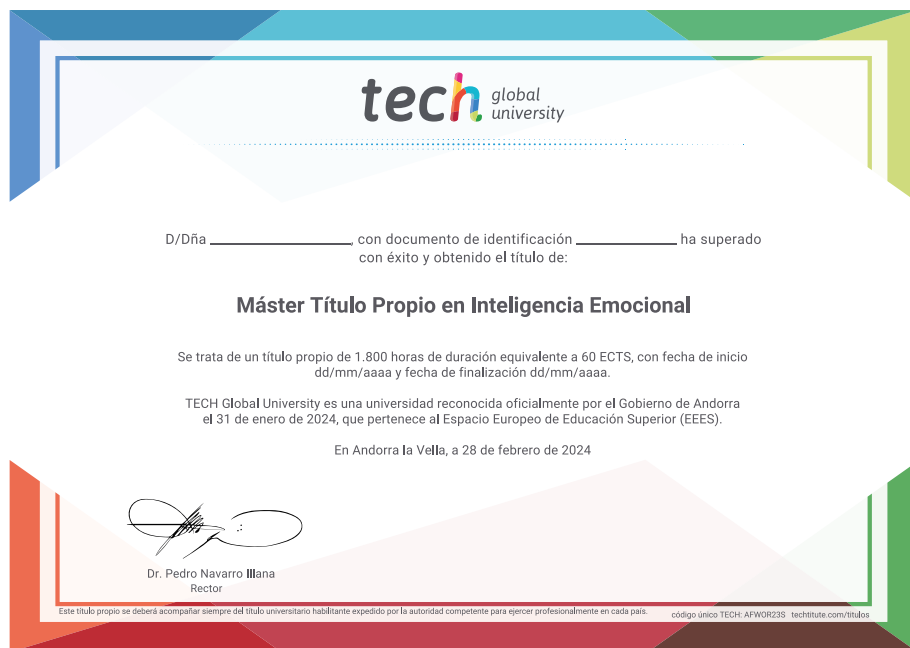 tech global university
D/Dña ________________, con documento de identificación ____________ ha superado
con éxito y obtenido el título de:
Máster Título Propio en Inteligencia Emocional
Se trata de un título propio de 1.800 horas de duración equivalente a 60 ECTS, con fecha de inicio
dd/mm/aaaa y fecha de finalización dd/mm/aaaa.
TECH Global University es una universidad reconocida oficialmente por el Gobierno de Andorra
el 31 de enero de 2024, que pertenece al Espacio Europeo de Educación Superior (EEES).
En Andorra la Vella, a 28 de febrero de 2024
Dr. Pedro Navarro Illana
Rector
Este título propio se deberá acompañar siempre del título universitario habilitante expedido por la autoridad competente para ejercer profesionalmente en cada país.
código único TECH: AFWOR23S techtitute.com/titulos